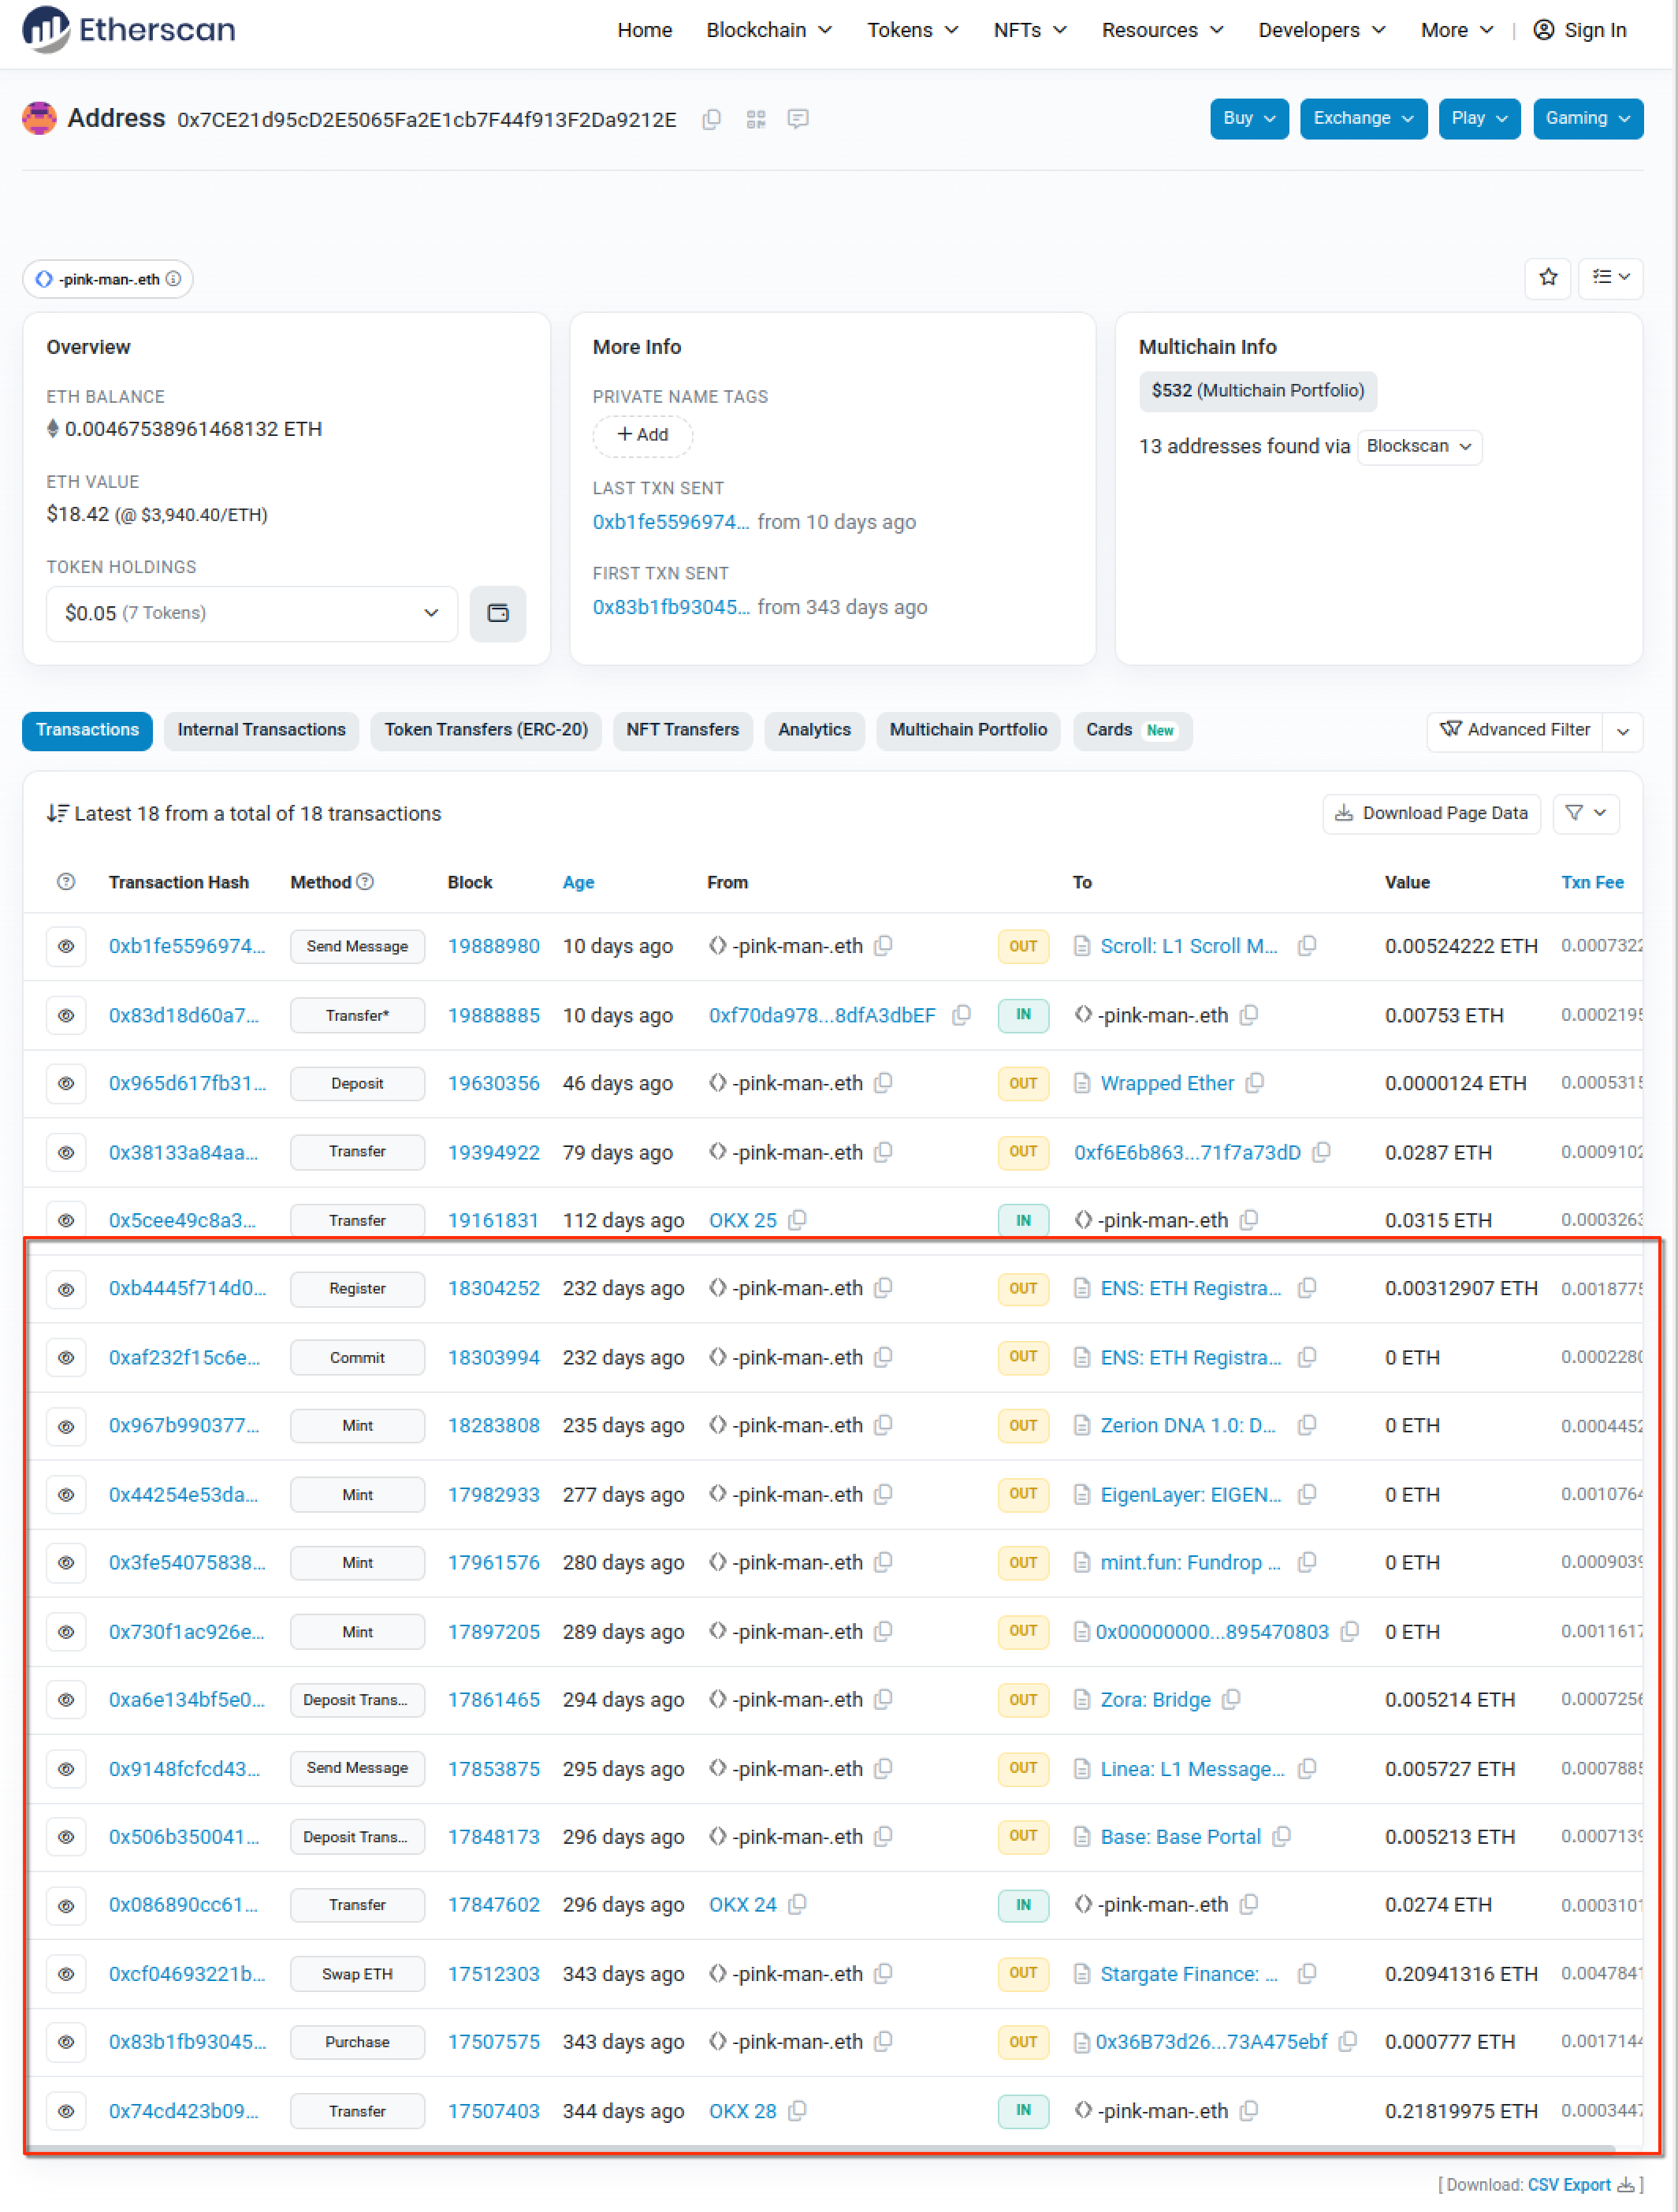 Etherscan
Home Blockchain Tokens NFTs Resources Developers More | Sign In
Address 0x7CE21d95cD2E5065Fa2E1cb7F44f913F2Da9212E Buy Exchange Play Gaming
-pink-man-.eth
Overview
ETH BALANCE
0.00467538961468132 ETH
ETH VALUE
$18.42 (@ $3,940.40/ETH)
TOKEN HOLDINGS
$0.05 (7 Tokens)
More Info
PRIVATE NAME TAGS
+ Add
LAST TXN SENT
0xb1fe5596974... from 10 days ago
FIRST TXN SENT
0x83b1fb93045... from 343 days ago
Multichain Info
$532 (Multichain Portfolio)
13 addresses found via Blockscan
Transactions Internal Transactions Token Transfers (ERC-20) NFT Transfers Analytics Multichain Portfolio Cards New Advanced Filter
Latest 18 from a total of 18 transactions Download Page Data
Transaction Hash Method Block Age From To Value Txn Fee
0xb1fe5596974... Send Message 19888980 10 days ago -pink-man-.eth OUT Scroll: L1 Scroll M... 0.00524222 ETH 0.0007322
0x83d18d60a7... Transfer* 19888885 10 days ago 0xf70da978...8dfA3dbEF IN -pink-man-.eth 0.00753 ETH 0.0002195
0x965d617fb31... Deposit 19630356 46 days ago -pink-man-.eth OUT Wrapped Ether 0.0000124 ETH 0.0005315
0x38133a84aa... Transfer 19394922 79 days ago -pink-man-.eth OUT 0xf6E6b863...71f7a73dD 0.0287 ETH 0.0009102
0x5cee49c8a3... Transfer 19161831 112 days ago OKX 25 IN -pink-man-.eth 0.0315 ETH 0.0003263
0xb4445f714d0... Register 18304252 232 days ago -pink-man-.eth OUT ENS: ETH Registra... 0.00312907 ETH 0.0018775
0xaf232f15c6e... Commit 18303994 232 days ago -pink-man-.eth OUT ENS: ETH Registra... 0 ETH 0.0002280
0x967b990377... Mint 18283808 235 days ago -pink-man-.eth OUT Zerion DNA 1.0: D... 0 ETH 0.0004452
0x44254e53da... Mint 17982933 277 days ago -pink-man-.eth OUT EigenLayer: EIGEN... 0 ETH 0.0010764
0x3fe54075838... Mint 17961576 280 days ago -pink-man-.eth OUT mint.fun: Fundrop ... 0 ETH 0.0009039
0x730f1ac926e... Mint 17897205 289 days ago -pink-man-.eth OUT 0x00000000...895470803 0 ETH 0.0011617
0xa6e134bf5e0... Deposit Trans... 17861465 294 days ago -pink-man-.eth OUT Zora: Bridge 0.005214 ETH 0.0007256
0x9148fcfcd43... Send Message 17853875 295 days ago -pink-man-.eth OUT Linea: L1 Message... 0.005727 ETH 0.0007885
0x506b350041... Deposit Trans... 17848173 296 days ago -pink-man-.eth OUT Base: Base Portal 0.005213 ETH 0.0007139
0x086890cc61... Transfer 17847602 296 days ago OKX 24 IN -pink-man-.eth 0.0274 ETH 0.0003101
0xcf04693221b... Swap ETH 17512303 343 days ago -pink-man-.eth OUT Stargate Finance: ... 0.20941316 ETH 0.0047841
0x83b1fb93045... Purchase 17507575 343 days ago -pink-man-.eth OUT 0x36B73d26...73A475ebf 0.000777 ETH 0.0017144
0x74cd423b09... Transfer 17507403 344 days ago OKX 28 IN -pink-man-.eth 0.21819975 ETH 0.0003447
[ Download: CSV Export ]